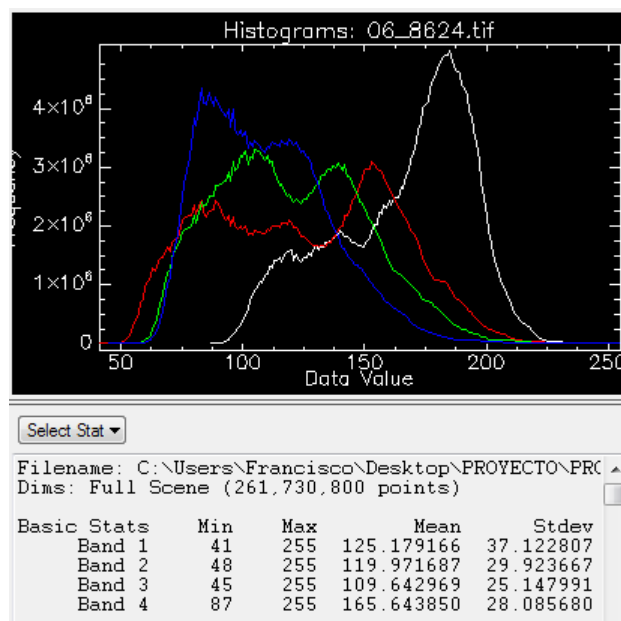 Histograms: 06_8624.tif
4×10⁶
3×10⁶
2×10⁶
1×10⁶
0
50 100 150 200 250
Data Value
Select Stat
Filename: C:\Users\Francisco\Desktop\PROYECTO\PRC
Dims: Full Scene (261,730,800 points)
Basic Stats Min Max Mean Stdev
Band 1 41 255 125.179166 37.122807
Band 2 48 255 119.971687 29.923667
Band 3 45 255 109.642969 25.147991
Band 4 87 255 165.643850 28.085680